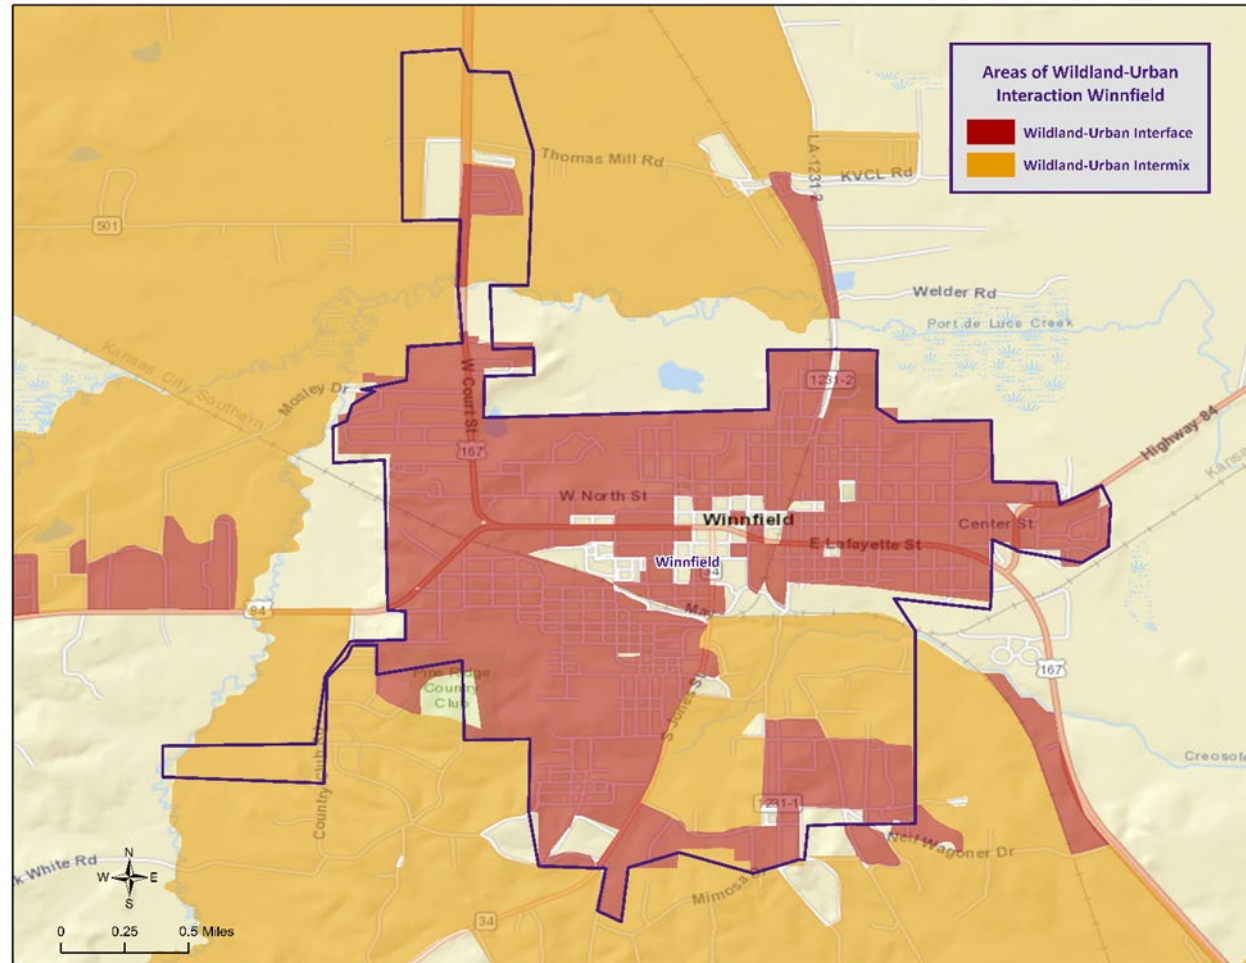 Areas of Wildland-Urban
Interaction Winnfield
Wildland-Urban Interface
Wildland-Urban Intermix
Thomas Mill Rd
LA-1231-2
KVCL Rd
501
Welder Rd
Port de Luce Creek
Kansas City Southern
Mosley Dr
W Court St
1231-2
167
Highway 84
Kansa
W North St
Winnfield
Center St
E Lafayette St
Winnfield
34
84
May
167
Pine Ridge
Country
Club
S Jones St
Creosote
Country Club
1231-1
Neil Wagoner Dr
k White Rd
Mimosa
34
N
W E
S
0 0.25 0.5 Miles